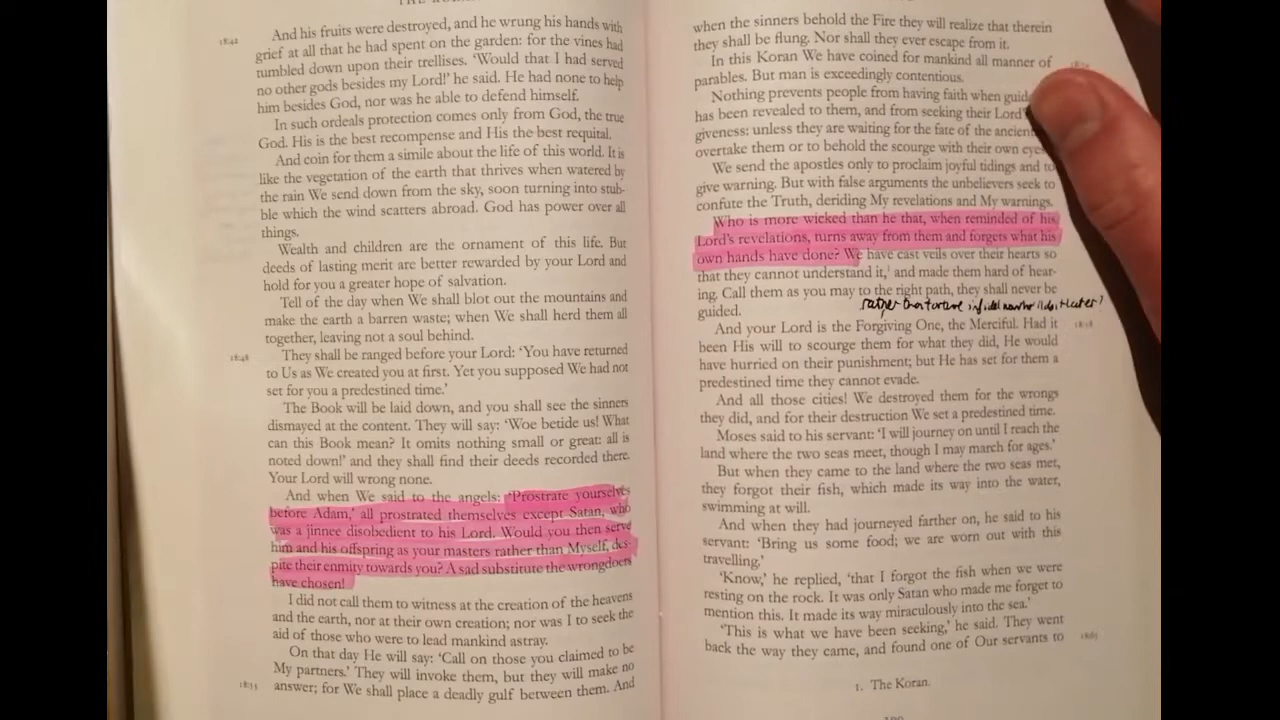 18:42
And his fruits were destroyed, and he wrung his hands with
grief at all that he had spent on the garden: for the vines had
tumbled down upon their trellises. ‘Would that I had served
no other gods besides my Lord!’ he said. He had none to help
him besides God, nor was he able to defend himself.
In such ordeals protection comes only from God, the true
God. His is the best recompense and His the best requital.
And coin for them a simile about the life of this world. It is
like the vegetation of the earth that thrives when watered by
the rain We send down from the sky, soon turning into stub-
ble which the wind scatters abroad. God has power over all
things.
Wealth and children are the ornament of this life. But
deeds of lasting merit are better rewarded by your Lord and
hold for you a greater hope of salvation.
Tell of the day when We shall blot out the mountains and
make the earth a barren waste; when We shall herd them all
together, leaving not a soul behind.
18:48
They shall be ranged before your Lord: ‘You have returned
to Us as We created you at first. Yet you supposed We had not
set for you a predestined time.’
The Book will be laid down, and you shall see the sinners
dismayed at the content. They will say: ‘Woe betide us! What
can this Book mean? It omits nothing small or great: all is
noted down!’ and they shall find their deeds recorded there.
Your Lord will wrong none.
And when We said to the angels: ‘Prostrate yourselves
before Adam,’ all prostrated themselves except Satan, who
was a jinnee disobedient to his Lord. Would you then serve
him and his offspring as your masters rather than Myself, des-
pite their enmity towards you? A sad substitute the wrongdoers
have chosen!
I did not call them to witness at the creation of the heavens
and the earth, nor at their own creation; nor was I to seek the
aid of those who were to lead mankind astray.
On that day He will say: ‘Call on those you claimed to be
My partners.’ They will invoke them, but they will make no
18:53 answer; for We shall place a deadly gulf between them. And
when the sinners behold the Fire they will realize that therein
they shall be flung. Nor shall they ever escape from it.
In this Koran We have coined for mankind all manner of
parables. But man is exceedingly contentious.
Nothing prevents people from having faith when guid
has been revealed to them, and from seeking their Lord’
giveness: unless they are waiting for the fate of the ancien
overtake them or to behold the scourge with their own eye
We send the apostles only to proclaim joyful tidings and to
give warning. But with false arguments the unbelievers seek to
confute the Truth, deriding My revelations and My warnings.
Who is more wicked than he that, when reminded of his
Lord’s revelations, turns away from them and forgets what his
own hands have done? We have cast veils over their hearts so
that they cannot understand it,¹ and made them hard of hear-
ing. Call them as you may to the right path, they shall never be
guided.
rather than torture later?
And your Lord is the Forgiving One, the Merciful. Had it
18:58
been His will to scourge them for what they did, He would
have hurried on their punishment; but He has set for them a
predestined time they cannot evade.
And all those cities! We destroyed them for the wrongs
they did, and for their destruction We set a predestined time.
Moses said to his servant: ‘I will journey on until I reach the
land where the two seas meet, though I may march for ages.’
But when they came to the land where the two seas met,
they forgot their fish, which made its way into the water,
swimming at will.
And when they had journeyed farther on, he said to his
servant: ‘Bring us some food; we are worn out with this
travelling.’
‘Know,’ he replied, ‘that I forgot the fish when we were
resting on the rock. It was only Satan who made me forget to
mention this. It made its way miraculously into the sea.’
‘This is what we have been seeking,’ he said. They went
back the way they came, and found one of Our servants to
1. The Koran.